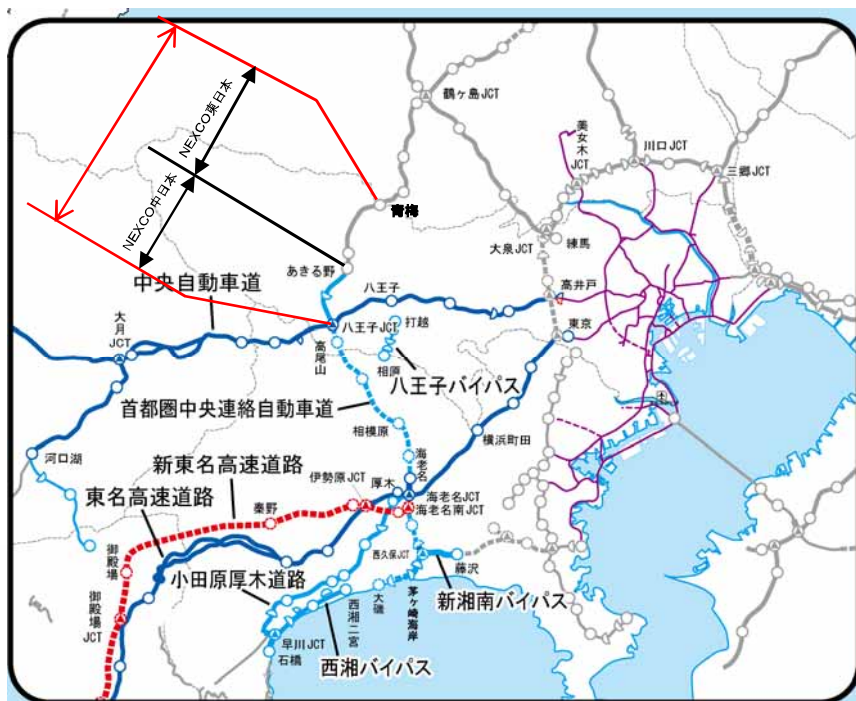 NEXCO東日本
NEXCO中日本
鶴ヶ島JCT
美女木JCT
川口JCT
三郷JCT
青梅
大泉JCT
練馬
あきる野
中央自動車道
八王子
高井戸
大月JCT
八王子JCT
打越
東京
高尾山
相原
八王子バイパス
首都圏中央連絡自動車道
相模原
横浜町田
河口湖
新東名高速道路
伊勢原JCT
厚木
海老名
東名高速道路
海老名JCT
海老名南JCT
秦野
御殿場
西久保JCT
藤沢
小田原厚木道路
御殿場JCT
西湘二宮
大磯
茅ヶ崎海岸
新湘南バイパス
早川JCT
石橋
西湘バイパス